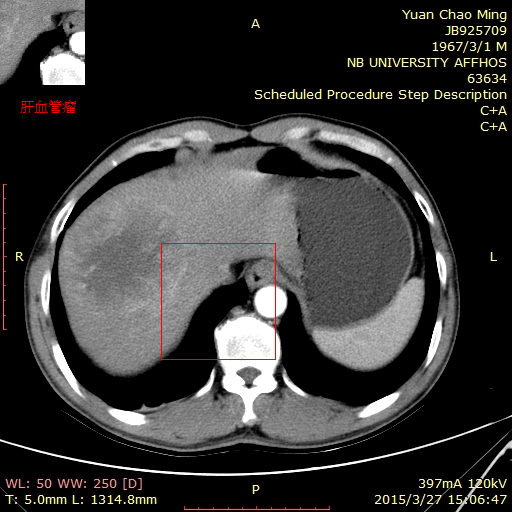 A
Yuan Chao Ming
JB925709
1967/3/1 M
NB UNIVERSITY AFFHOS
63634
Scheduled Procedure Step Description
C+A
C+A
肝血管瘤
R
L
WL: 50 WW: 250 [D]
T: 5.0mm L: 1314.8mm
P
397mA 120kV
2015/3/27 15:06:47